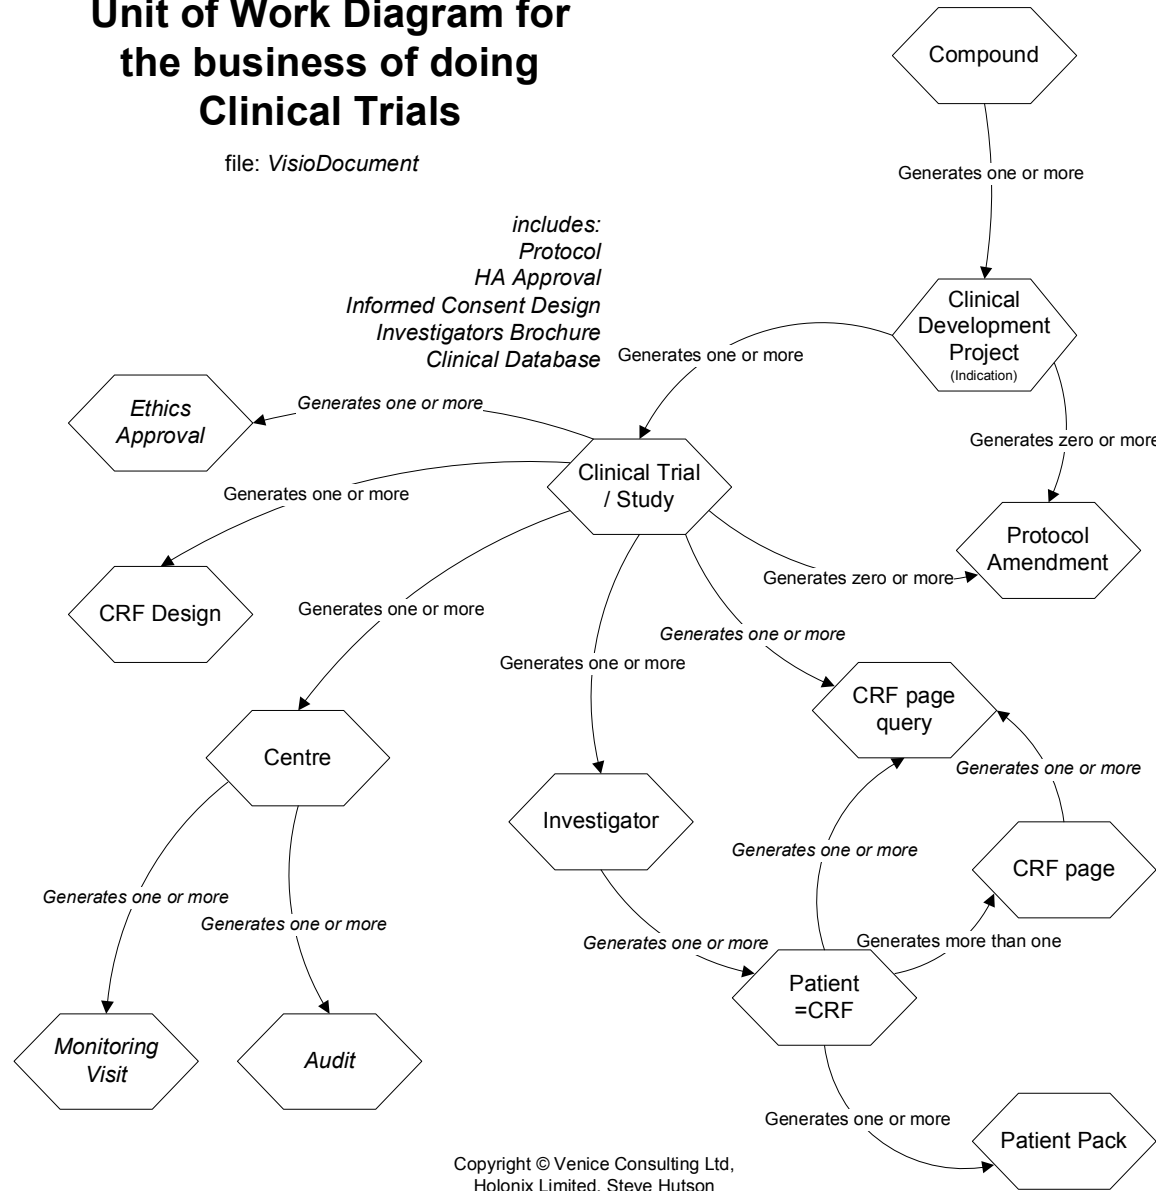 Unit of Work Diagram for
the business of doing
Clinical Trials
file: VisioDocument
Compound
Generates one or more
includes:
Protocol
HA Approval
Informed Consent Design
Investigators Brochure
Clinical Database
Clinical
Development
Project
(Indication)
Generates one or more
Generates zero or more
Ethics
Approval
Generates one or more
Clinical Trial
/ Study
Generates one or more
Protocol
Amendment
Generates zero or more
CRF Design
Generates one or more
Generates one or more
Generates one or more
CRF page
query
Centre
Generates one or more
Investigator
Generates one or more
CRF page
Generates one or more
Generates one or more
Generates one or more
Generates more than one
Patient
=CRF
Monitoring
Visit
Audit
Generates one or more
Patient Pack
Copyright © Venice Consulting Ltd,
Holonix Limited, Steve Hutson